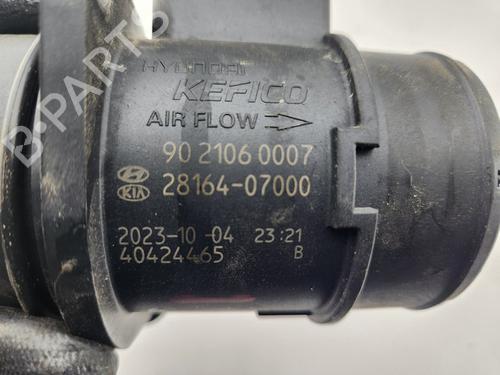 HYUNDAI
KEFICO
AIR FLOW
90 2106 0007
KIA
28164-07000
2023-10-04 23:21
40424465 B
B-Parts